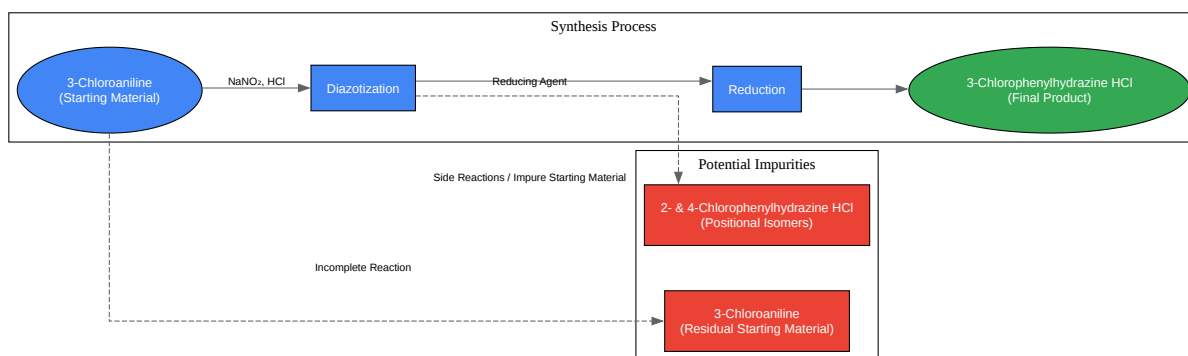 Synthesis Process
3-Chloroaniline
(Starting Material)
NaNO₂, HCl
Diazotization
Reducing Agent
Reduction
3-Chlorophenylhydrazine HCl
(Final Product)
Potential Impurities
Side Reactions / Impure Starting Material
2- & 4-Chlorophenylhydrazine HCl
(Positional Isomers)
Incomplete Reaction
3-Chloroaniline
(Residual Starting Material)